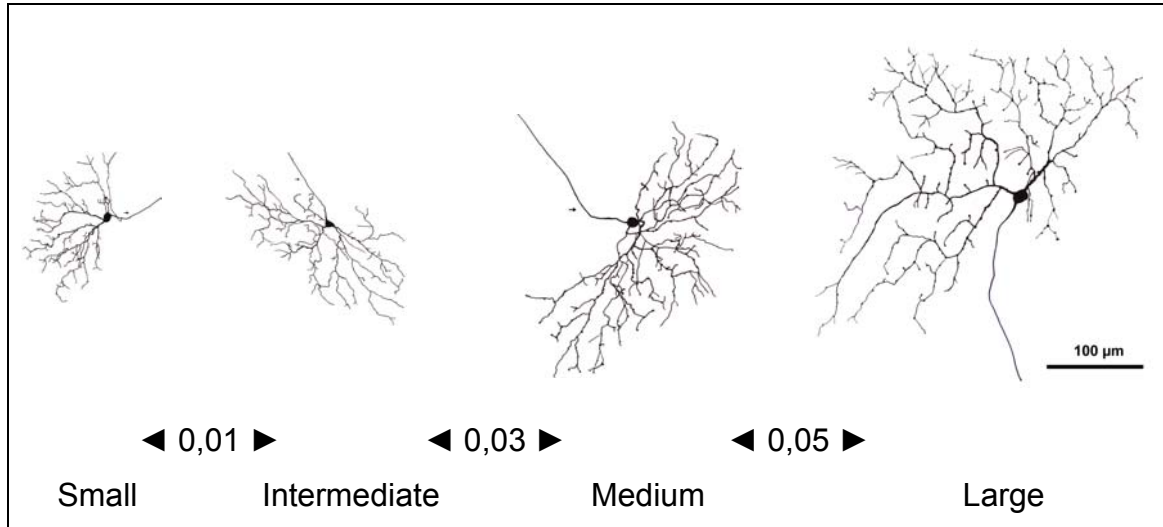 100 µm
◄ 0,01 ► ◄ 0,03 ► ◄ 0,05 ►
Small Intermediate Medium Large